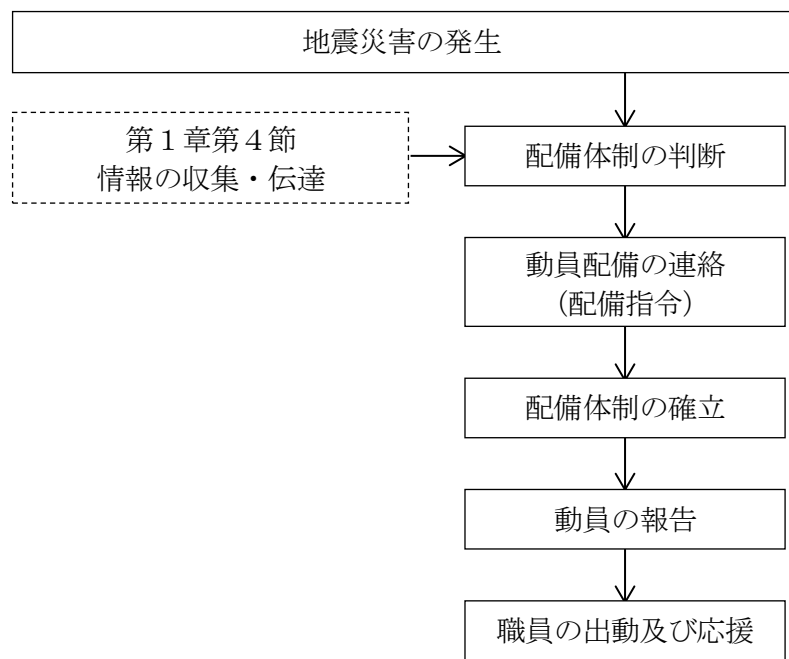 地震災害の発生
第１章第４節
情報の収集・伝達
配備体制の判断
動員配備の連絡
（配備指令）
配備体制の確立
動員の報告
職員の出動及び応援